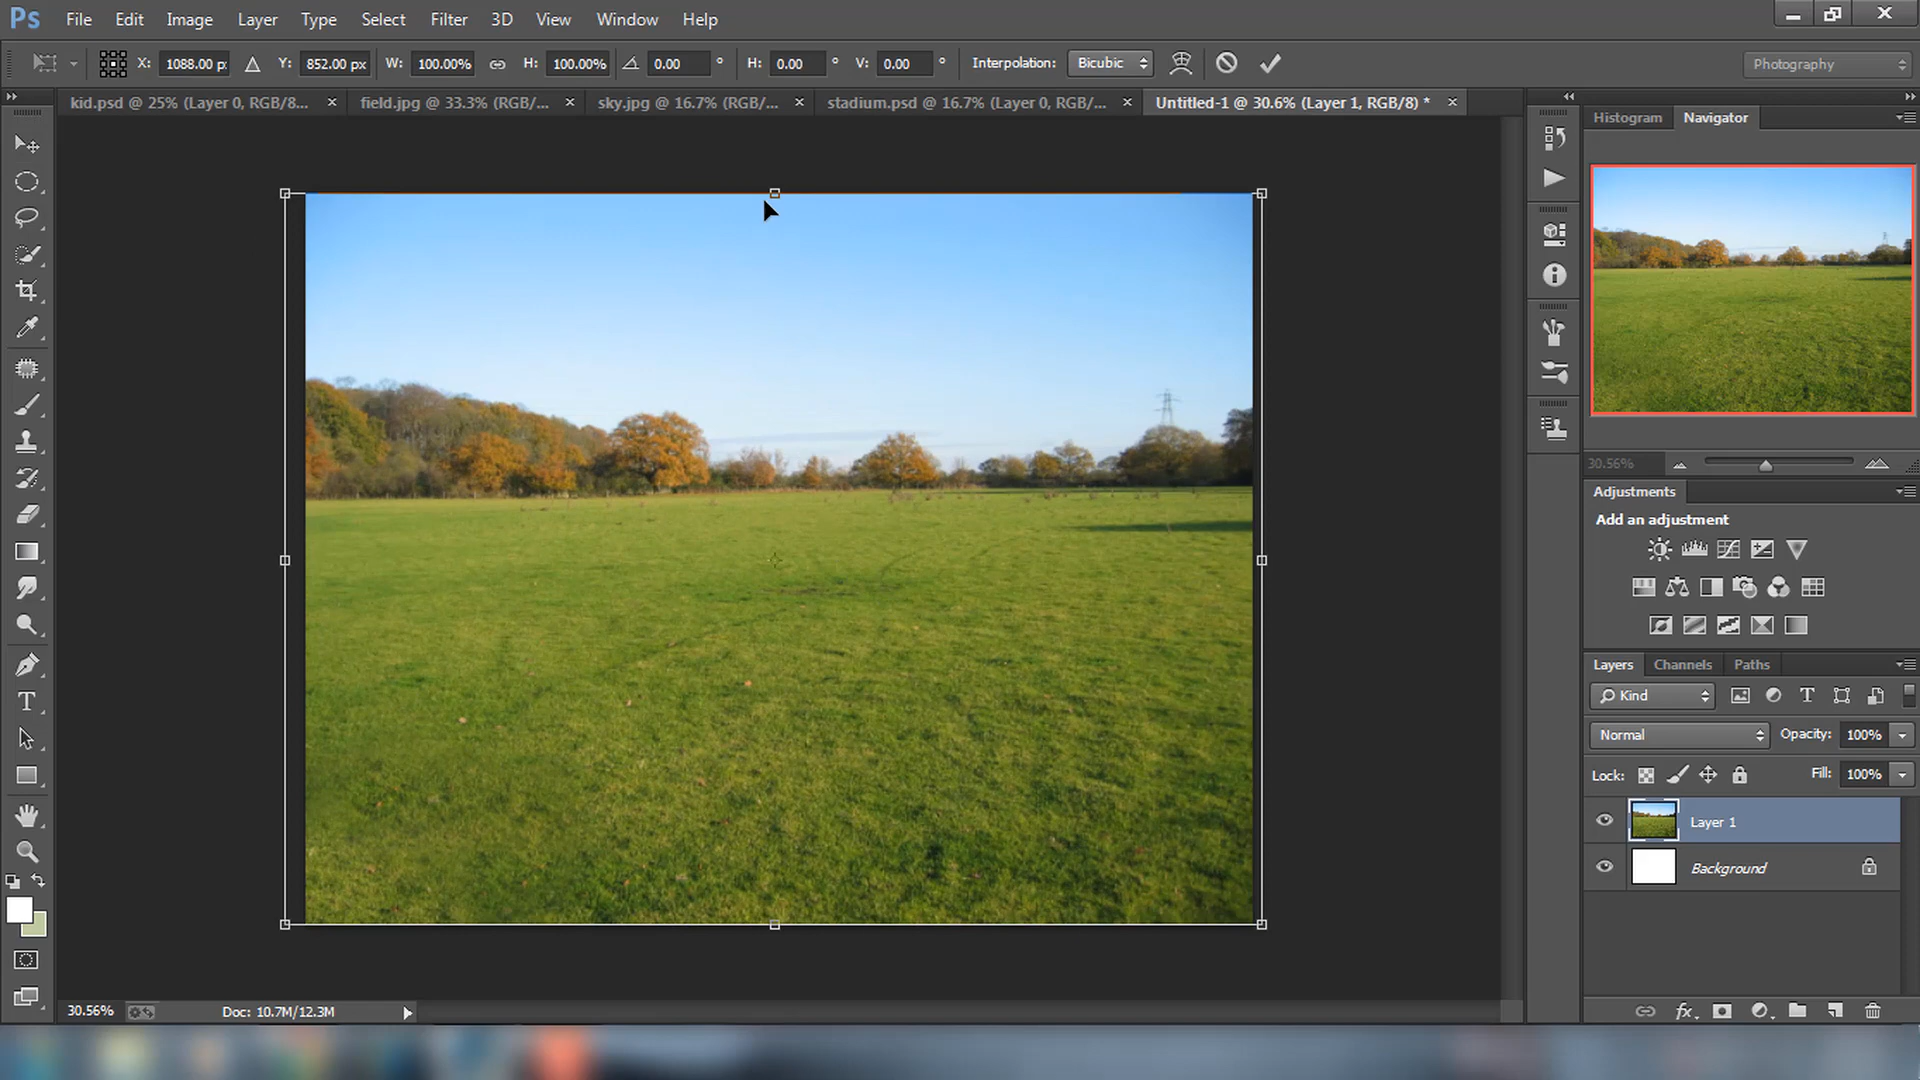 Ps File Edit Image Layer Type Select Filter 3D View Window Help
X: 1088.00 p: Y: 852.00 px W: 100.00% H: 100.00% 0.00 ° H: 0.00 ° V: 0.00 ° Interpolation: Bicubic Photography
kid.psd @ 25% (Layer 0, RGB/8... × field.jpg @ 33.3% (RGB/... × sky.jpg @ 16.7% (RGB/... × stadium.psd @ 16.7% (Layer 0, RGB/... × Untitled-1 @ 30.6% (Layer 1, RGB/8) * ×
Histogram Navigator
30.56%
Adjustments
Add an adjustment
Layers Channels Paths
Kind
Normal Opacity: 100%
Lock: Fill: 100%
Layer 1
Background
fx
30.56% Doc: 10.7M/12.3M